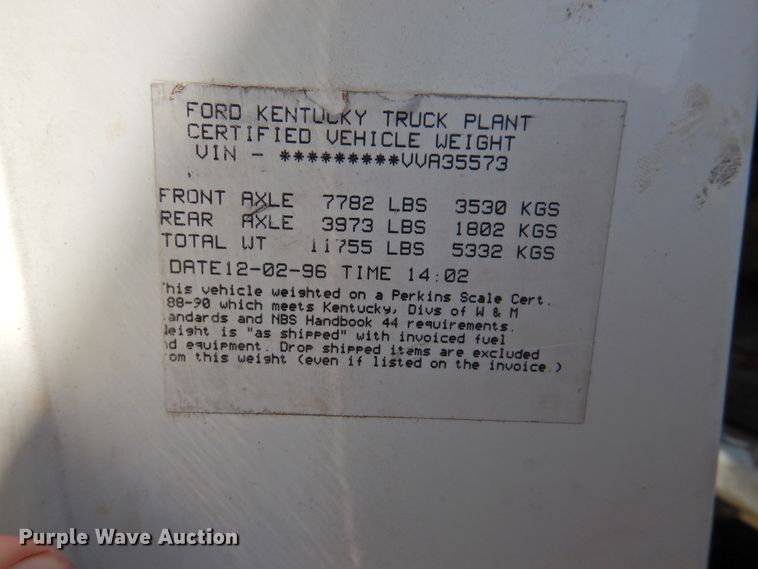 FORD KENTUCKY TRUCK PLANT
CERTIFIED VEHICLE WEIGHT
VIN - *********VVA35573
FRONT AXLE 7782 LBS 3530 KGS
REAR AXLE 3973 LBS 1802 KGS
TOTAL WT 11755 LBS 5332 KGS
DATE12-02-96 TIME 14:02
his vehicle weighted on a Perkins Scale Cert.
88-90 which meets Kentucky, Divs of W & M
andards and NBS Handbook 44 requirements.
Weight is "as shipped" with invoiced fuel
nd equipment. Drop shipped items are excluded
om this weight (even if listed on the invoice.)
Purple Wave Auction